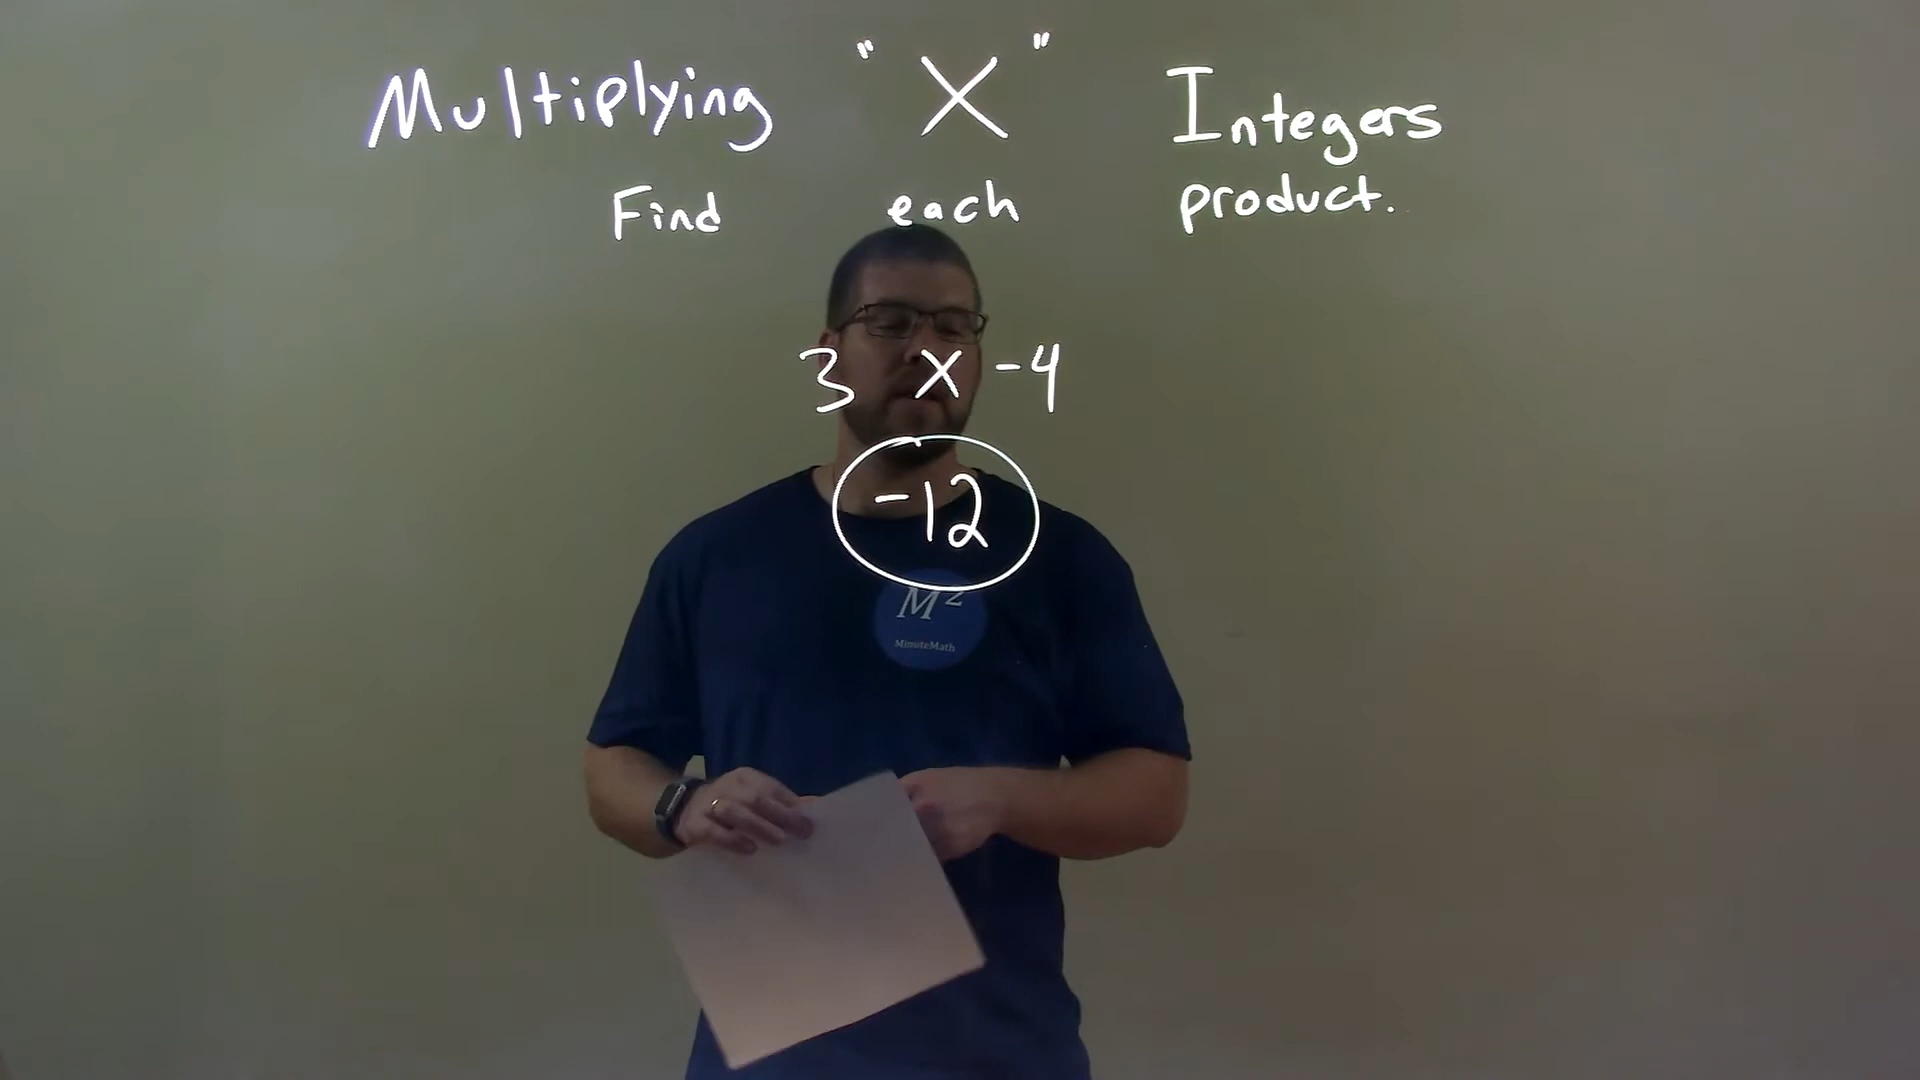 Multiplying "X" Integers
Find each product.
3 x -4
-12
M²
MinuteMath